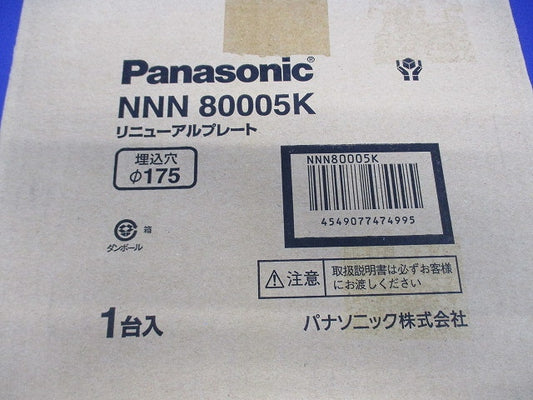 Panasonic®
NNN 80005K
リニューアルプレート
埋込穴
φ175
NNN80005K
4549077474995
箱
ダンボール
⚠注意
取扱説明書は必ずお客様
にお渡しください
1台入
パナソニック株式会社